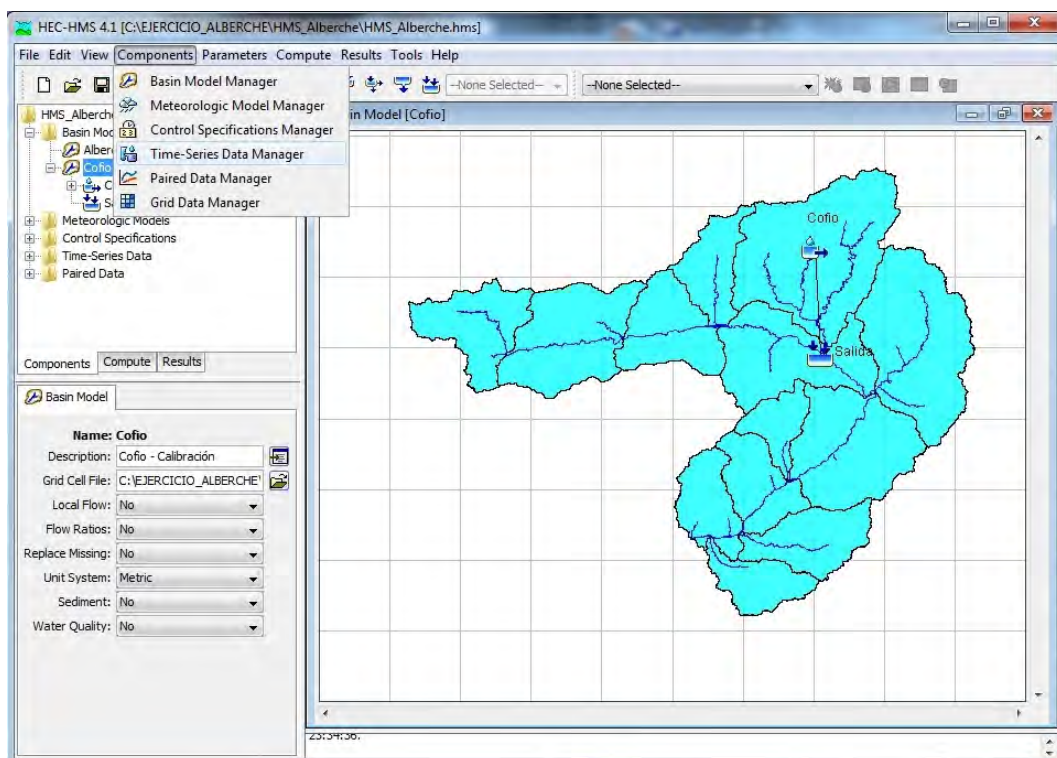 HEC-HMS 4.1 [C:\EJERCICIO_ALBERCHE\HMS_Alberche\HMS_Alberche.hms]
File Edit View Components Parameters Compute Results Tools Help
--None Selected-- --None Selected--
Basin Model Manager
Meteorologic Model Manager
Control Specifications Manager
Time-Series Data Manager
Paired Data Manager
Grid Data Manager
HMS_Alberche
Basin Mod
Alber
Cofio
C
Sa
Meteorologic Models
Control Specifications
Time-Series Data
Paired Data
Components Compute Results
Basin Model
Name: Cofio
Description: Cofio - Calibración
Grid Cell File: C:\EJERCICIO_ALBERCHE\
Local Flow: No
Flow Ratios: No
Replace Missing: No
Unit System: Metric
Sediment: No
Water Quality: No
in Model [Cofio]
Cofio
Salida